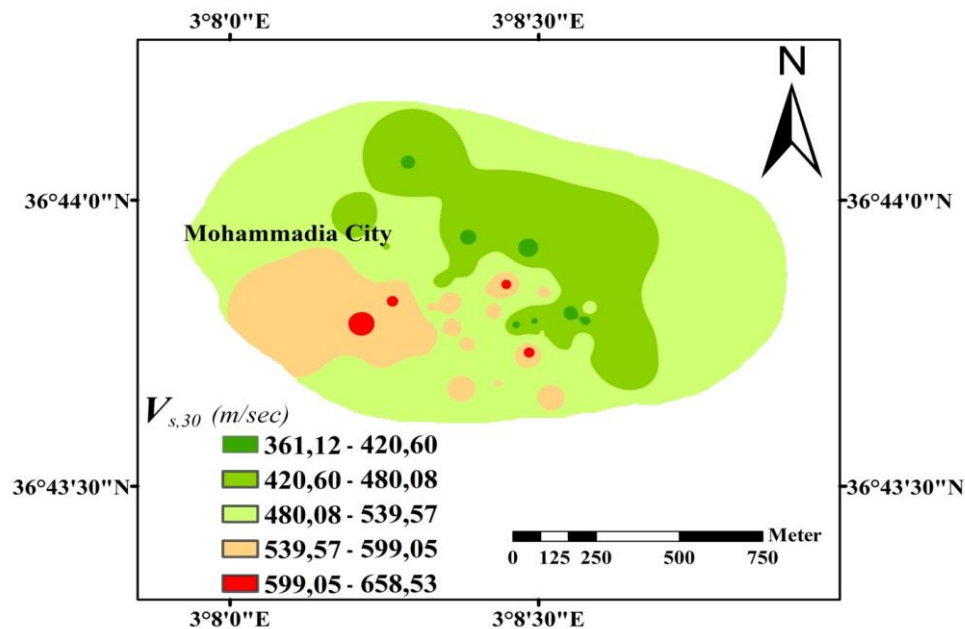 3°8'0"E 3°8'30"E
N
36°44'0"N 36°44'0"N
Mohammadia City
V s,30 (m/sec)
361,12 - 420,60
420,60 - 480,08
480,08 - 539,57
539,57 - 599,05
599,05 - 658,53
36°43'30"N 36°43'30"N
Meter
0 125 250 500 750
3°8'0"E 3°8'30"E